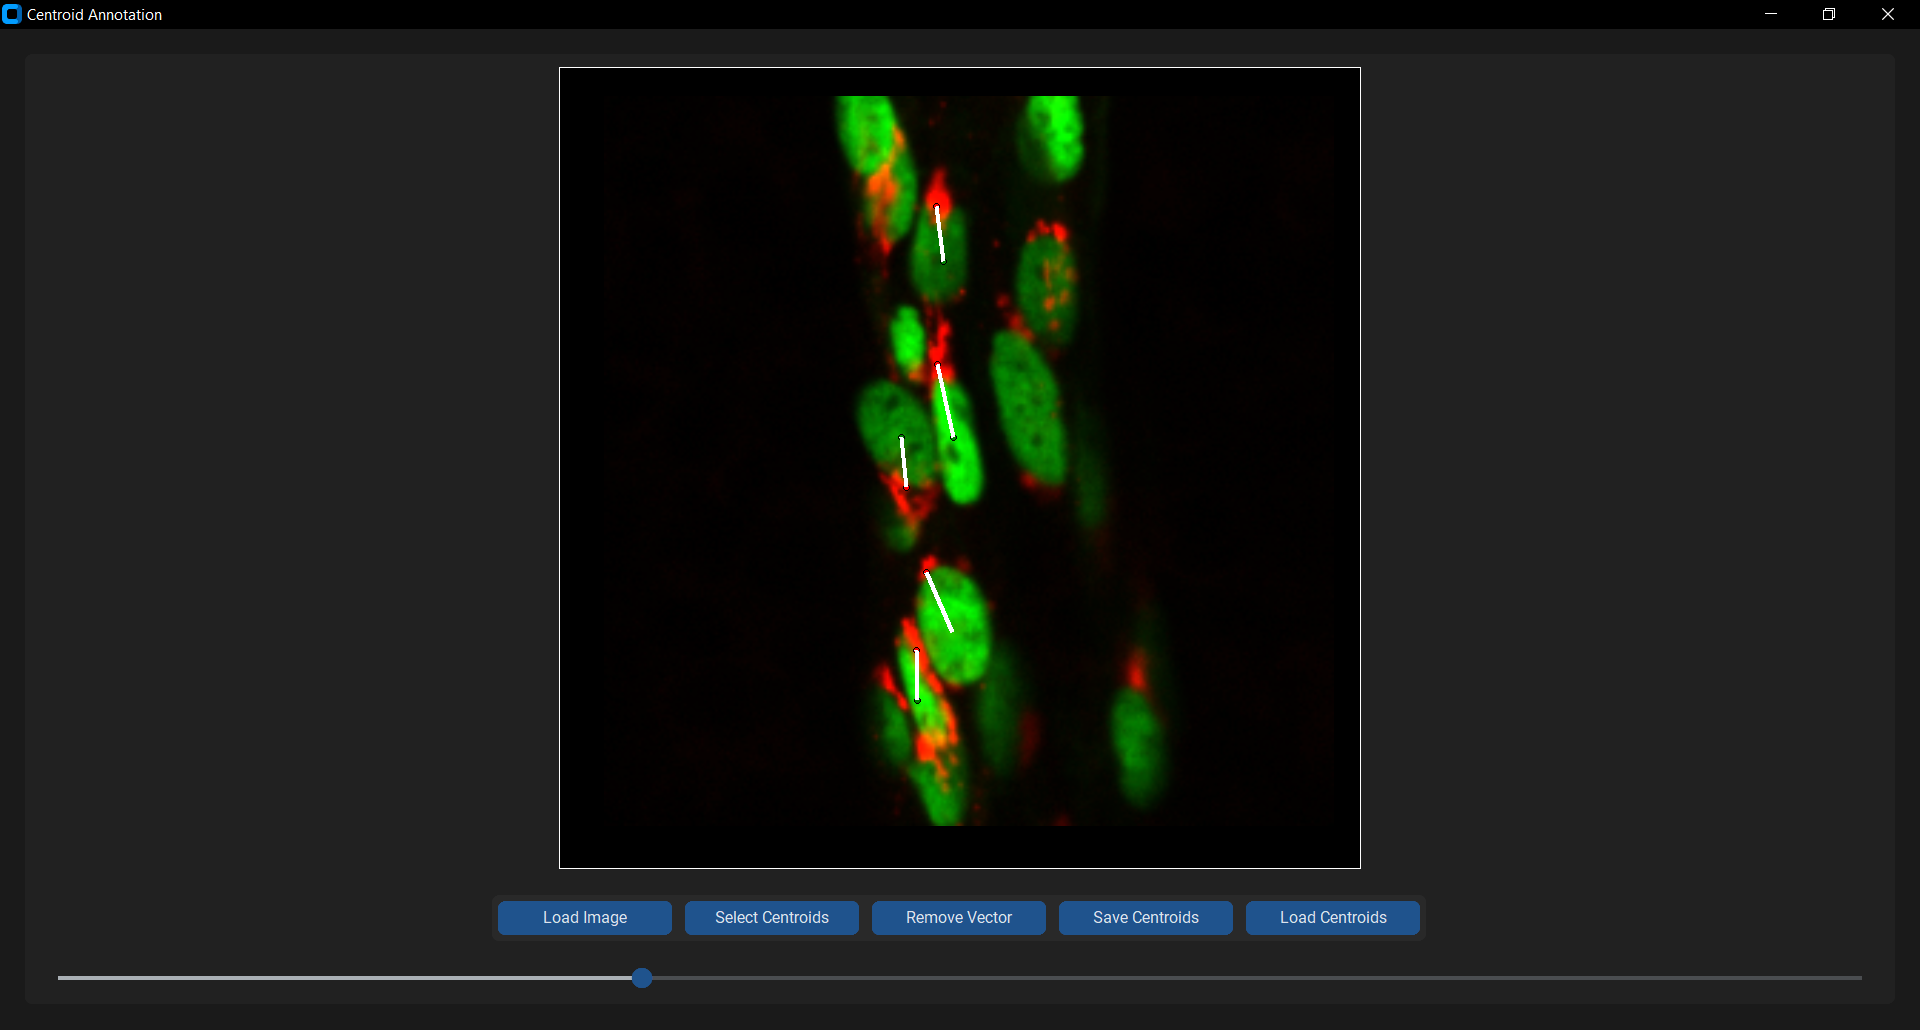 Centroid Annotation
Load Image
Select Centroids
Remove Vector
Save Centroids
Load Centroids